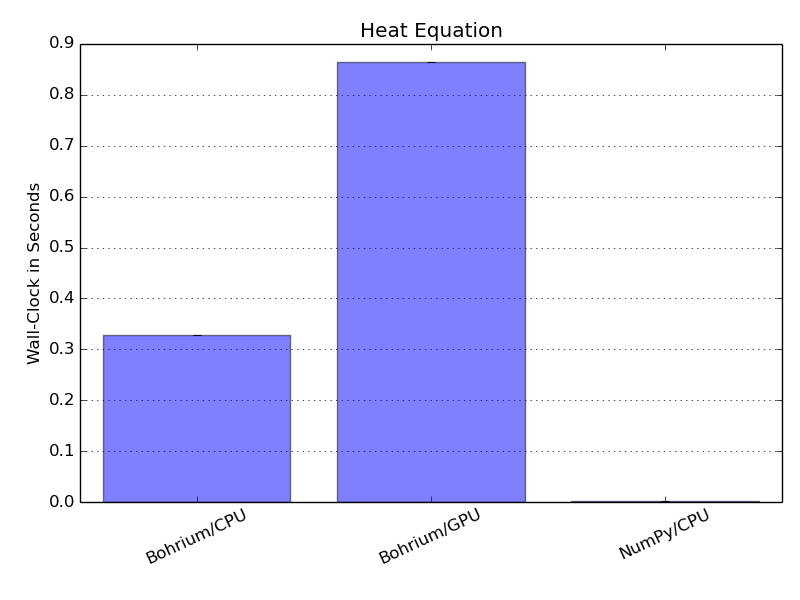 Heat Equation
Wall-Clock in Seconds
0.9
0.8
0.7
0.6
0.5
0.4
0.3
0.2
0.1
0.0
Bohrium/CPU
Bohrium/GPU
NumPy/CPU